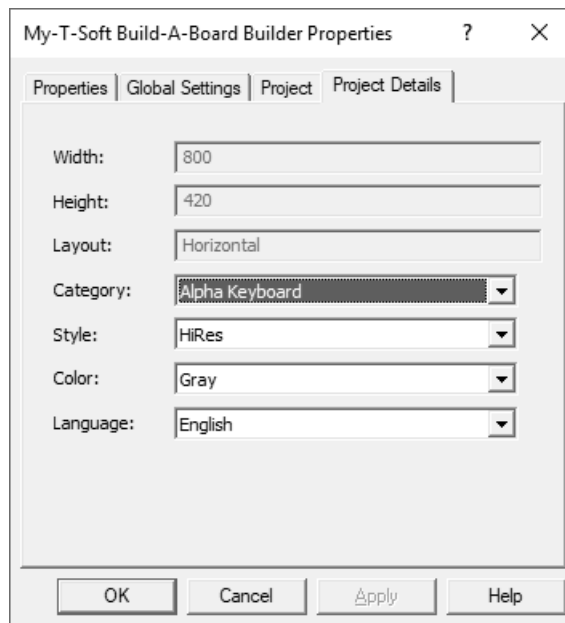 My-T-Soft Build-A-Board Builder Properties ?
Properties Global Settings Project Project Details
Width: 800
Height: 420
Layout: Horizontal
Category: Alpha Keyboard
Style: HiRes
Color: Gray
Language: English
OK Cancel Apply Help